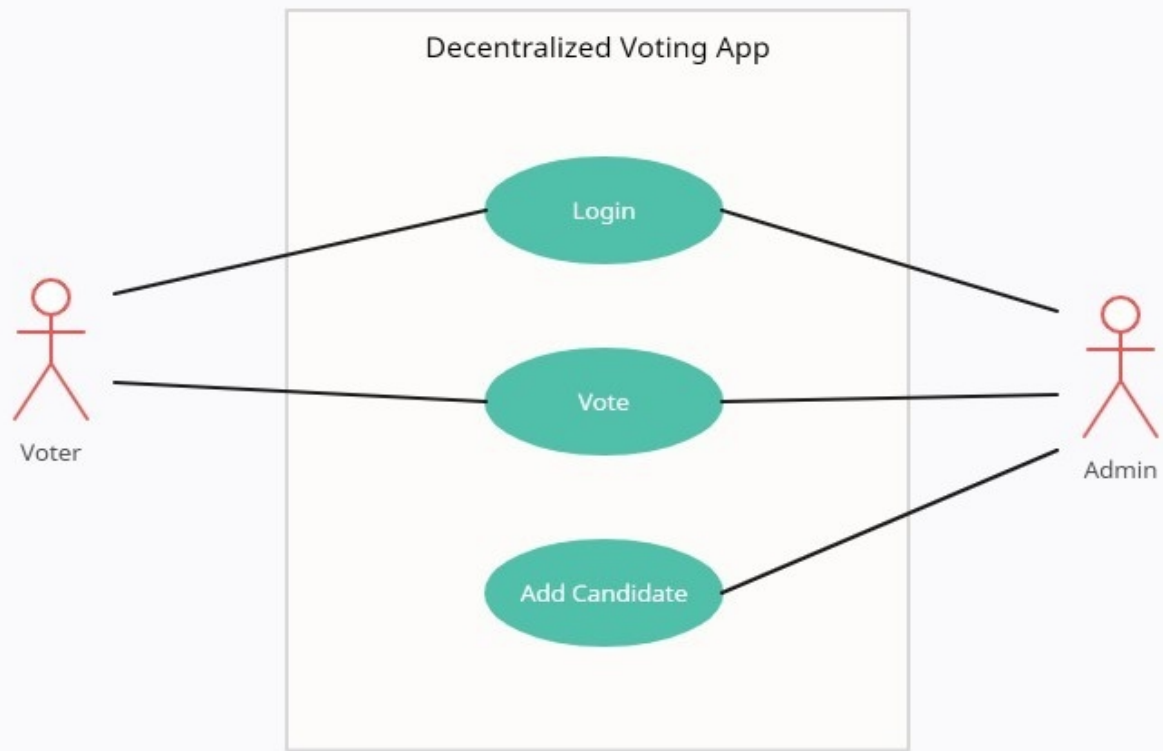 Decentralized Voting App
Login
Vote
Voter
Admin
Add Candidate